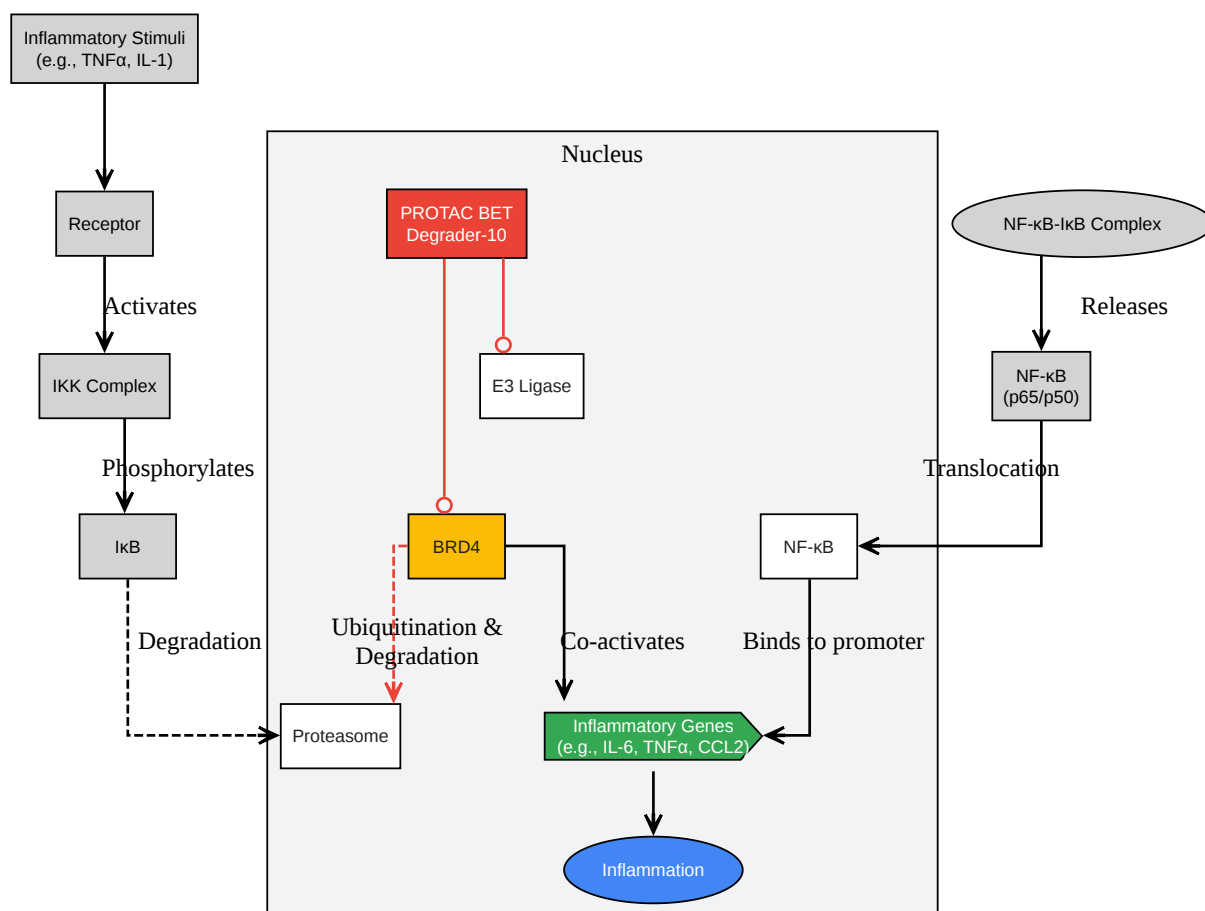 Inflammatory Stimuli
(e.g., TNFα, IL-1)
Nucleus
Receptor
PROTAC BET
Degrader-10
NF-κB-IκB Complex
Activates
Releases
IKK Complex
E3 Ligase
NF-κB
(p65/p50)
Phosphorylates
Translocation
IκB
BRD4
NF-κB
Degradation
Ubiquitination &
Degradation
Co-activates
Binds to promoter
Proteasome
Inflammatory Genes
(e.g., IL-6, TNFα, CCL2)
Inflammation